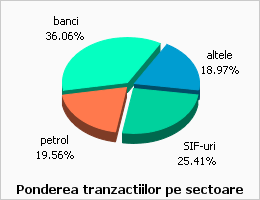 banci
36.06%
altele
18.97%
petrol
19.56%
SIF-uri
25.41%
Ponderea tranzactiilor pe sectoare